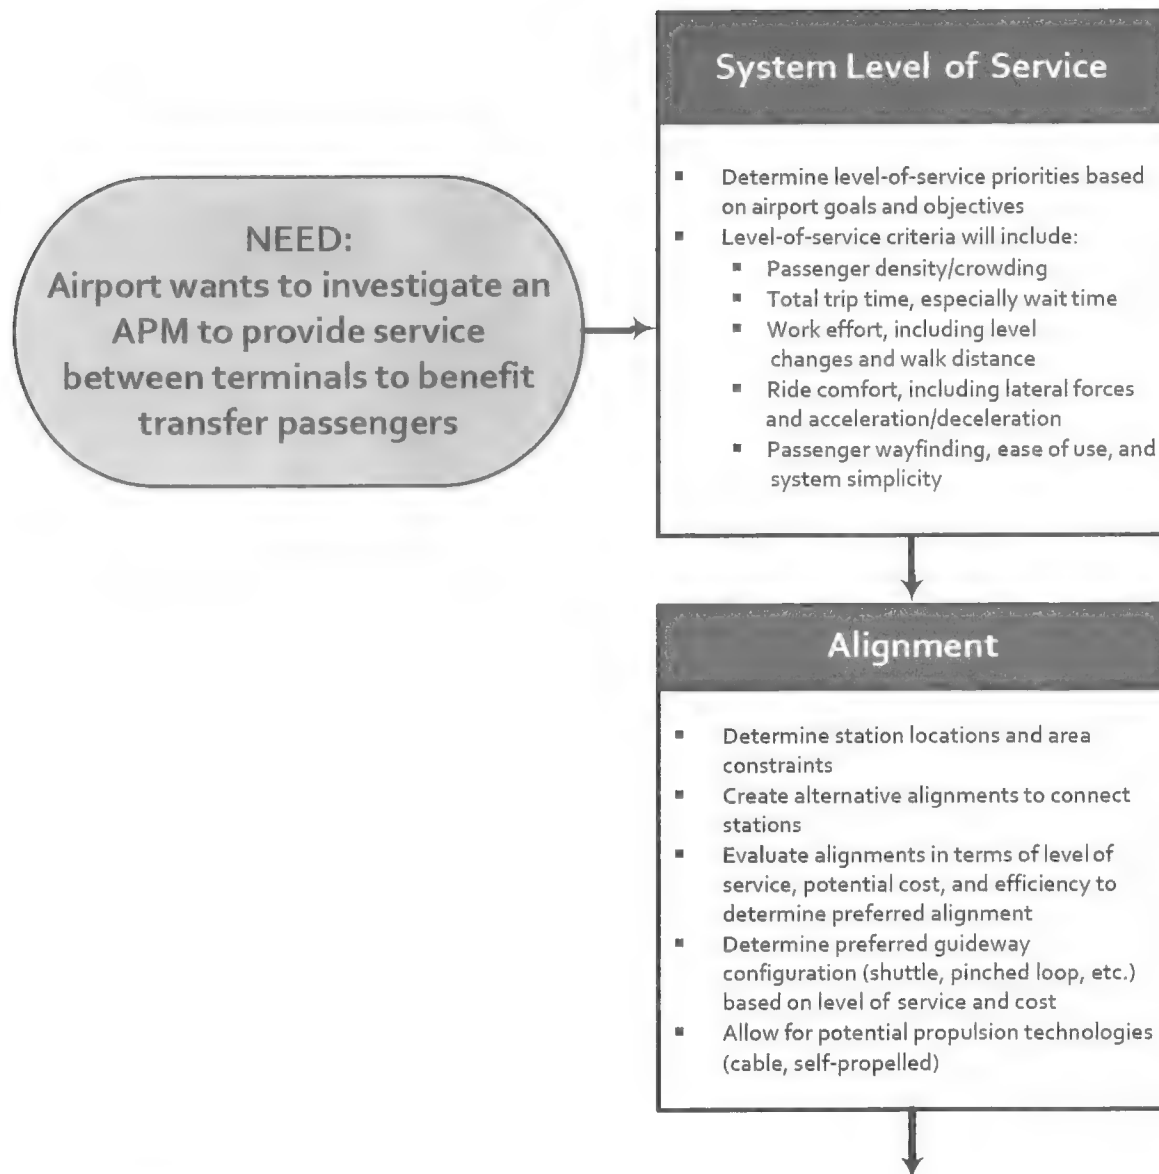 NEED:
Airport wants to investigate an
APM to provide service
between terminals to benefit
transfer passengers
System Level of Service
▪ Determine level-of-service priorities based
on airport goals and objectives
▪ Level-of-service criteria will include:
▪ Passenger density/crowding
▪ Total trip time, especially wait time
▪ Work effort, including level
changes and walk distance
▪ Ride comfort, including lateral forces
and acceleration/deceleration
▪ Passenger wayfinding, ease of use, and
system simplicity
Alignment
▪ Determine station locations and area
constraints
▪ Create alternative alignments to connect
stations
▪ Evaluate alignments in terms of level of
service, potential cost, and efficiency to
determine preferred alignment
▪ Determine preferred guideway
configuration (shuttle, pinched loop, etc.)
based on level of service and cost
▪ Allow for potential propulsion technologies
(cable, self-propelled)